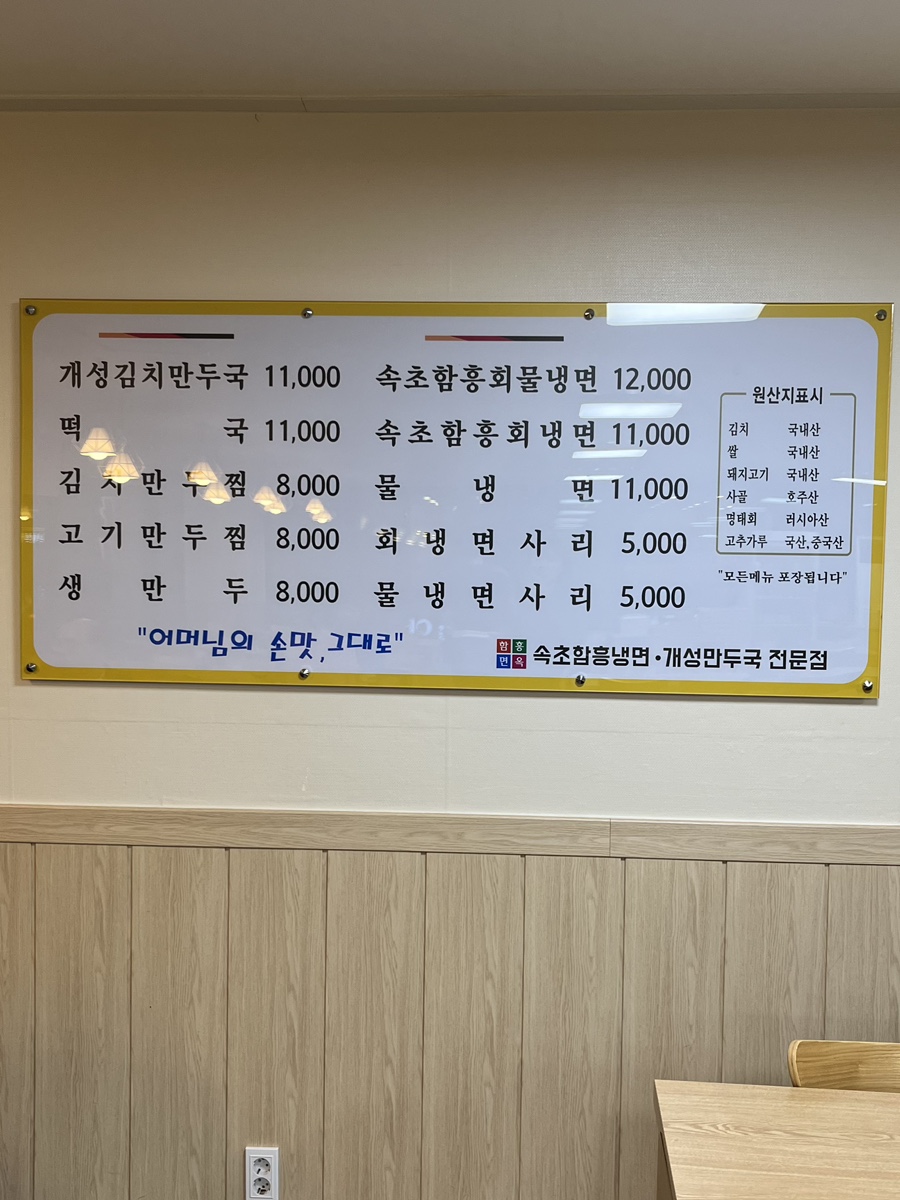 개성김치만두국 11,000
떡국 11,000
김치만두찜 8,000
고기만두찜 8,000
생만두 8,000
"어머님의 손맛, 그대로"
속초함흥회물냉면 12,000
속초함흥회냉면 11,000
물냉면 11,000
회냉면사리 5,000
물냉면사리 5,000
함흥면옥 속초함흥냉면·개성만두국 전문점
원산지표시
김치 국내산
쌀 국내산
돼지고기 국내산
사골 호주산
명태회 러시아산
고추가루 국산,중국산
"모든메뉴 포장됩니다"